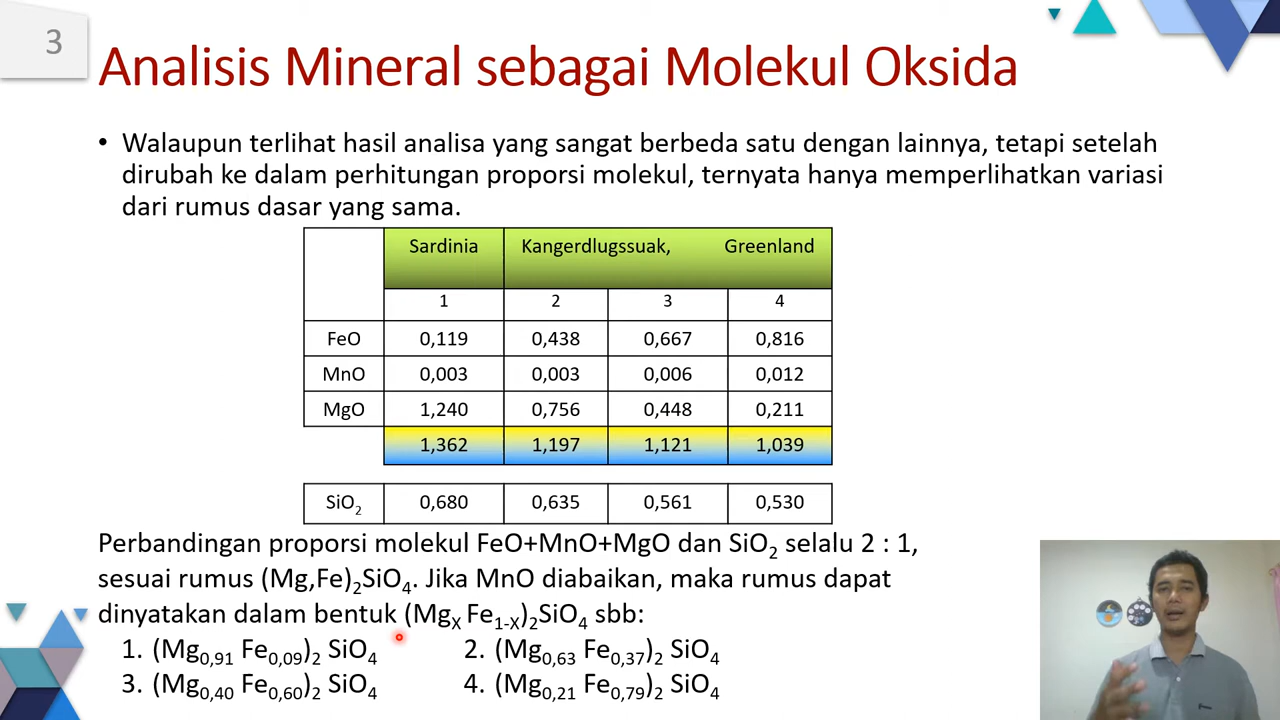 3
Analisis Mineral sebagai Molekul Oksida
• Walaupun terlihat hasil analisa yang sangat berbeda satu dengan lainnya, tetapi setelah
dirubah ke dalam perhitungan proporsi molekul, ternyata hanya memperlihatkan variasi
dari rumus dasar yang sama.
Sardinia Kangerdlugssuak, Greenland
1 2 3 4
FeO 0,119 0,438 0,667 0,816
MnO 0,003 0,003 0,006 0,012
MgO 1,240 0,756 0,448 0,211
1,362 1,197 1,121 1,039
SiO₂ 0,680 0,635 0,561 0,530
Perbandingan proporsi molekul FeO+MnO+MgO dan SiO₂ selalu 2 : 1,
sesuai rumus (Mg,Fe)₂SiO₄. Jika MnO diabaikan, maka rumus dapat
dinyatakan dalam bentuk (Mgₓ Fe₁₋ₓ)₂SiO₄ sbb:
1. (Mg₀,₉₁ Fe₀,₀₉)₂ SiO₄ 2. (Mg₀,₆₃ Fe₀,₃₇)₂ SiO₄
3. (Mg₀,₄₀ Fe₀,₆₀)₂ SiO₄ 4. (Mg₀,₂₁ Fe₀,₇₉)₂ SiO₄